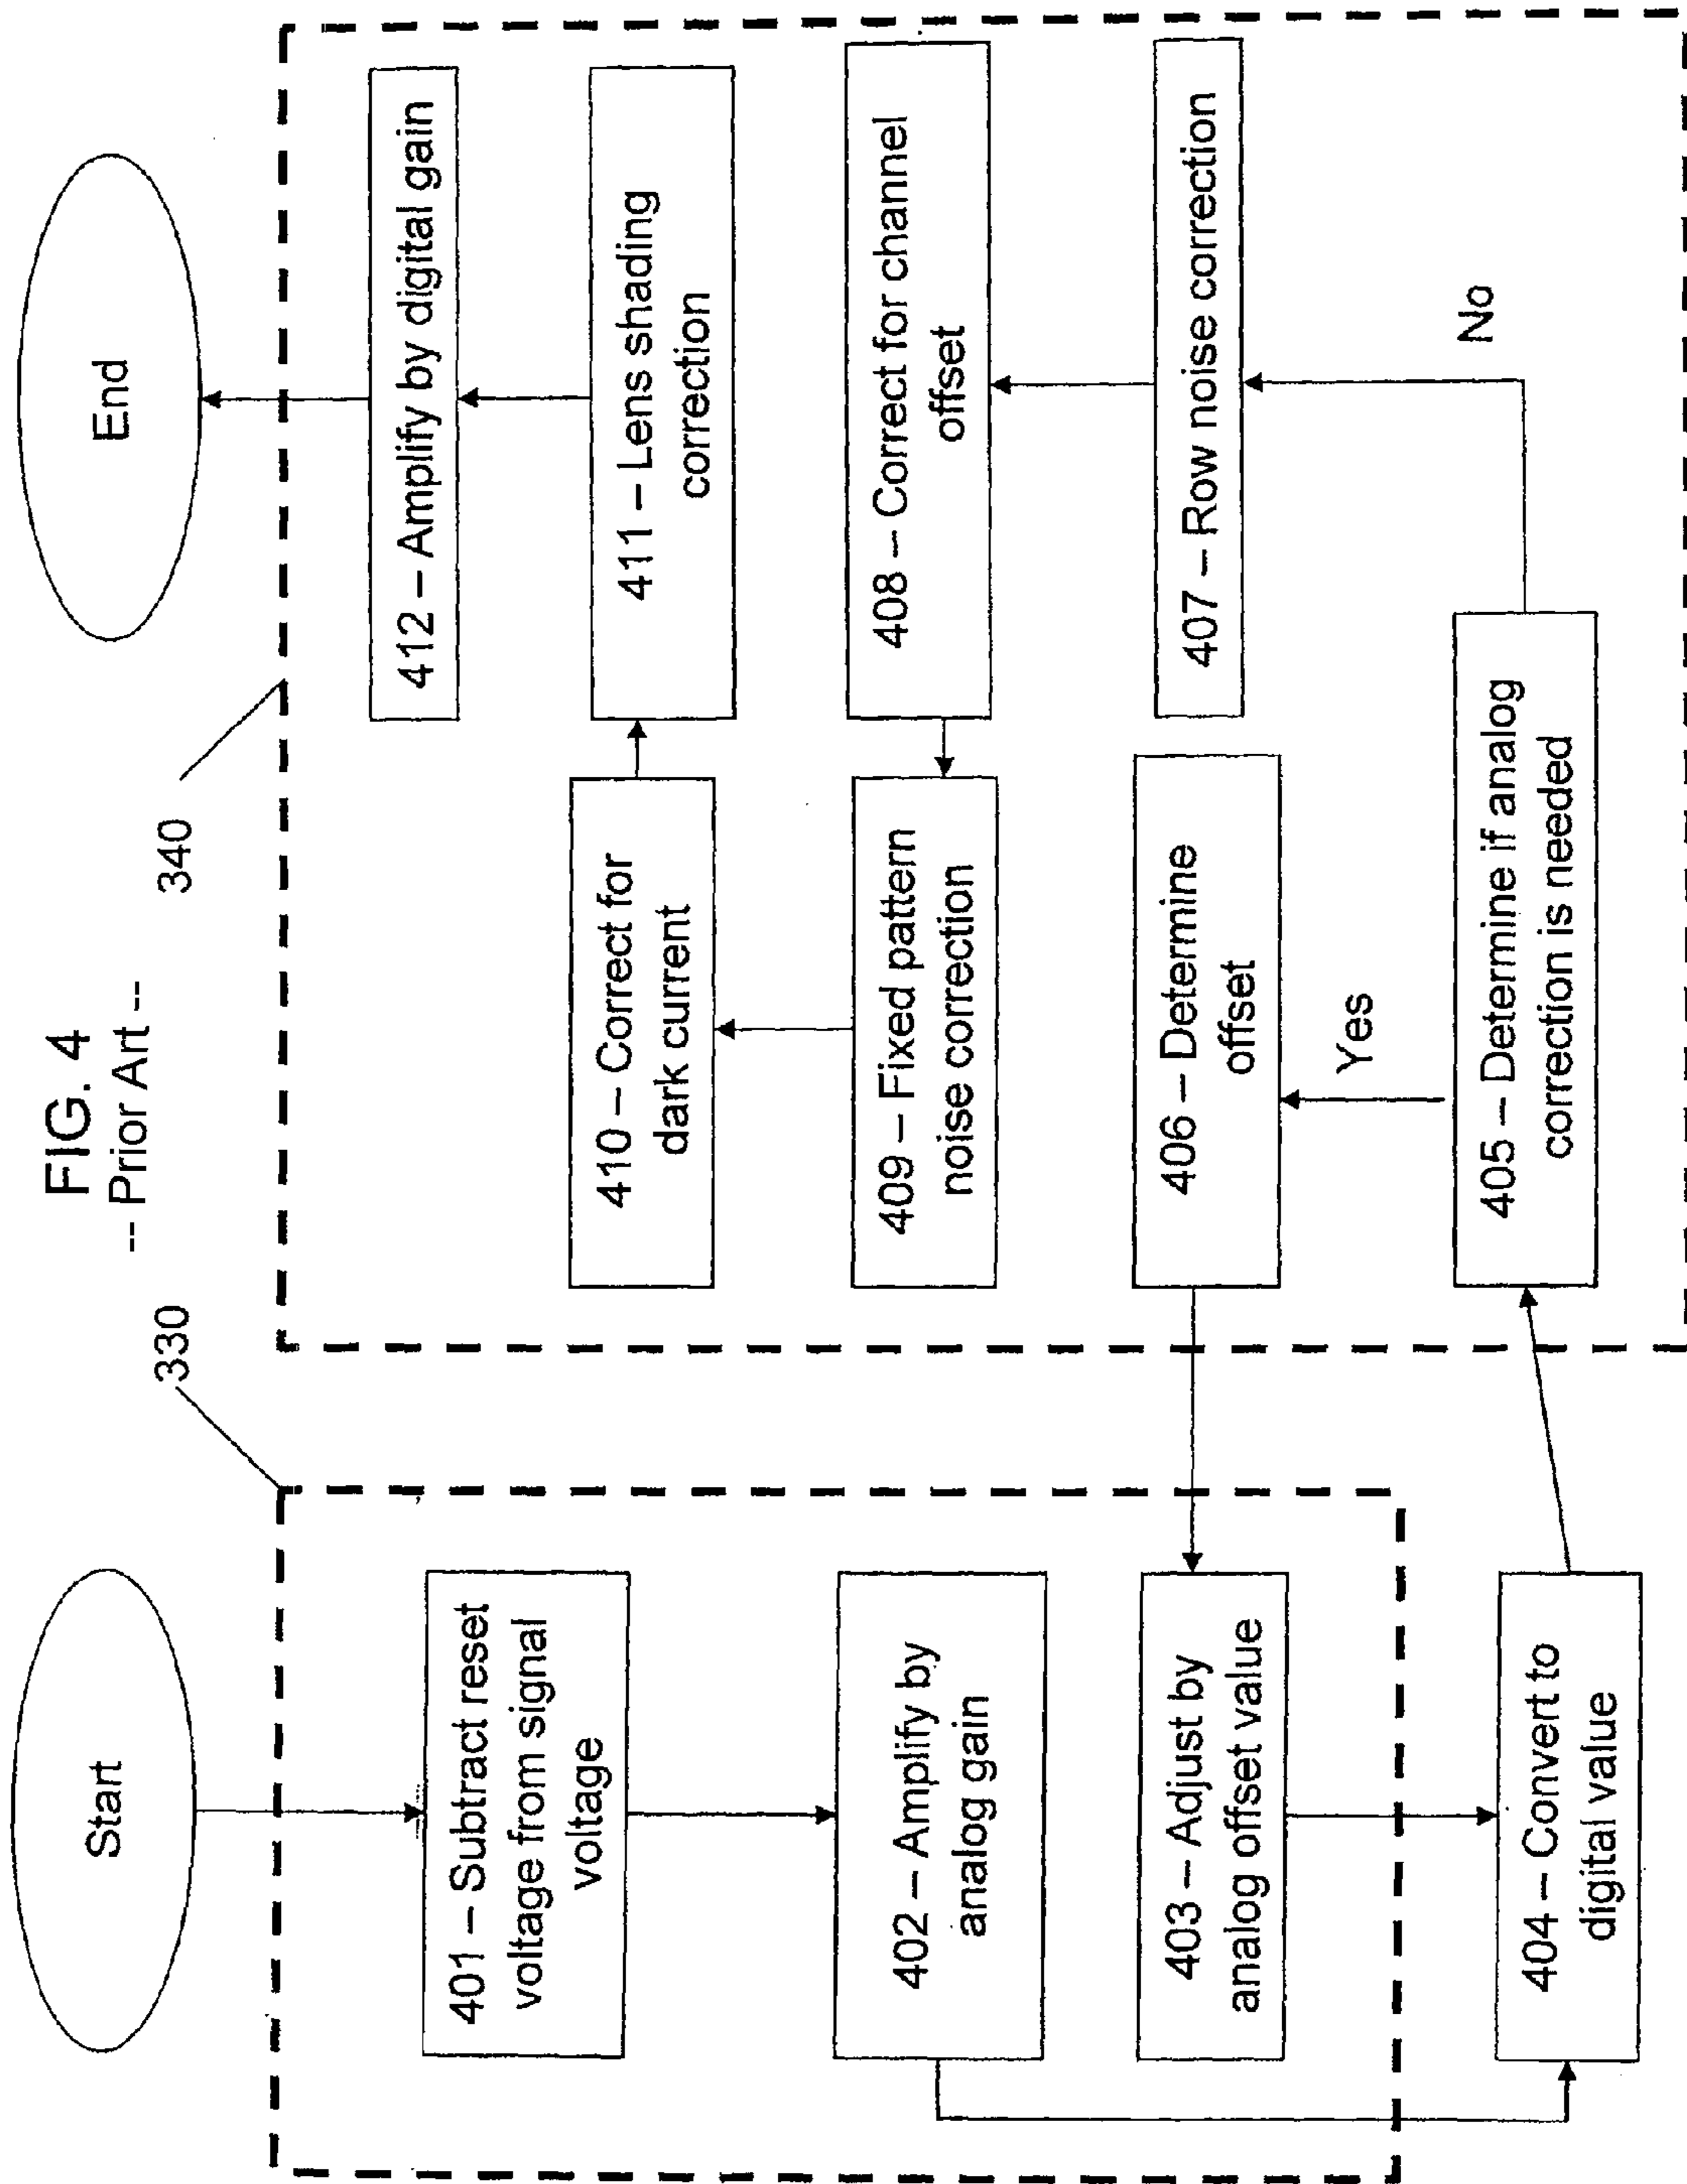 FIG. 4
-- Prior Art --
330
340
Start
401 – Subtract reset
voltage from signal
voltage
402 – Amplify by
analog gain
403 – Adjust by
analog offset value
404 – Convert to
digital value
405 – Determine if analog
correction is needed
Yes
No
406 – Determine
offset
407 – Row noise correction
408 – Correct for channel
offset
409 – Fixed pattern
noise correction
410 – Correct for
dark current
411 – Lens shading
correction
412 – Amplify by digital gain
End